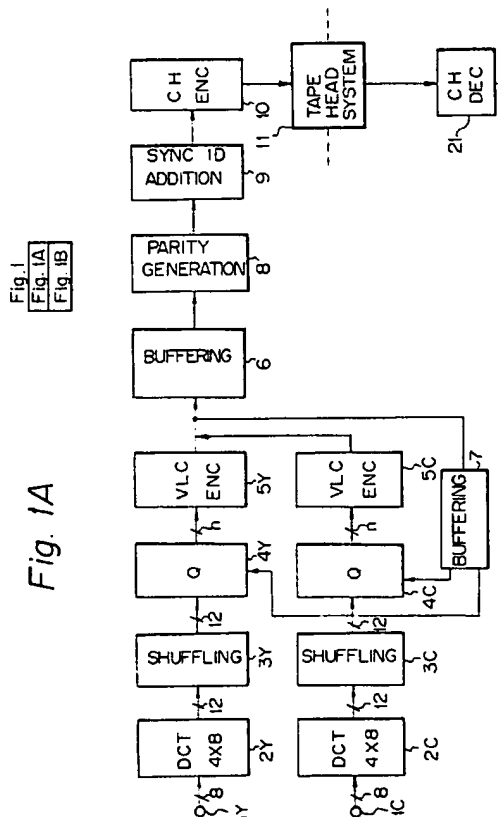 Fig. 1A
Fig. 1
Fig. 1A
Fig. 1B
8
DCT
4X8
2Y
12
SHUFFLING
3Y
12
Q
4Y
n
VLC
ENC
5Y
BUFFERING
6
PARITY
GENERATION
8
SYNC ID
ADDITION
9
CH
ENC
10
TAPE
HEAD
SYSTEM
11
CH
DEC
21
1C
8
DCT
4X8
2C
12
SHUFFLING
3C
12
Q
4C
n
VLC
ENC
5C
BUFFERING
7